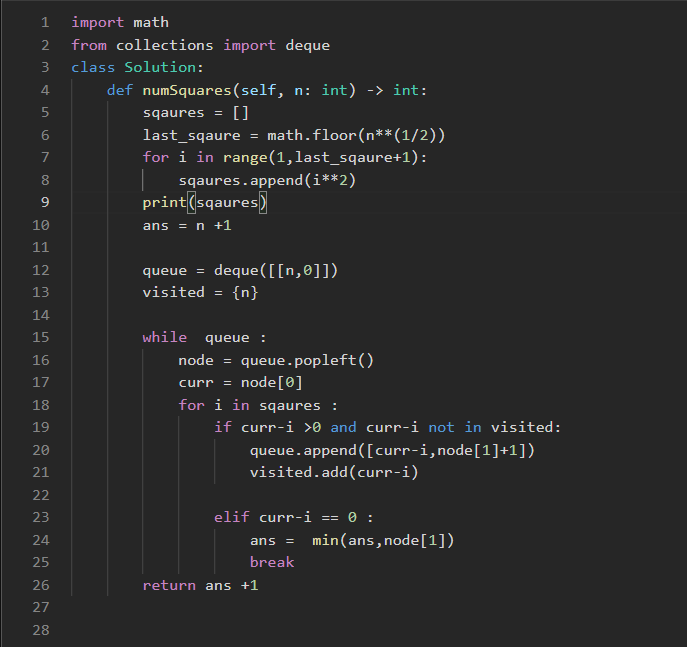 1 import math
2 from collections import deque
3 class Solution:
4     def numSquares(self, n: int) -> int:
5         sqaures = []
6         last_sqaure = math.floor(n**(1/2))
7         for i in range(1,last_sqaure+1):
8             sqaures.append(i**2)
9         print(sqaures)
10         ans = n +1
11
12         queue = deque([[n,0]])
13         visited = {n}
14
15         while  queue :
16             node = queue.popleft()
17             curr = node[0]
18             for i in sqaures :
19                 if curr-i >0 and curr-i not in visited:
20                     queue.append([curr-i,node[1]+1])
21                     visited.add(curr-i)
22
23                 elif curr-i == 0 :
24                     ans =  min(ans,node[1])
25                     break
26         return ans +1
27
28